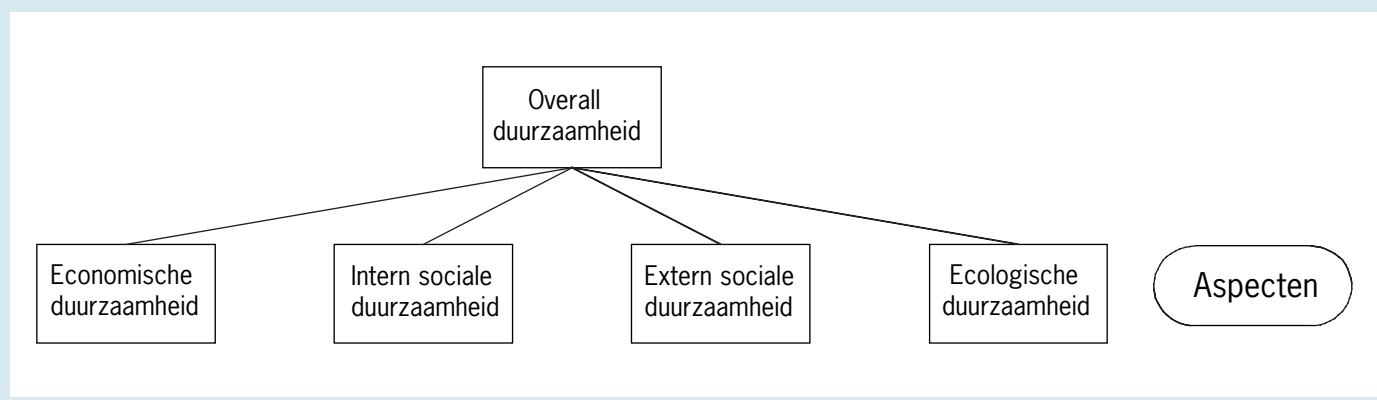 Overall
duurzaamheid
Economische
duurzaamheid
Intern sociale
duurzaamheid
Extern sociale
duurzaamheid
Ecologische
duurzaamheid
Aspecten